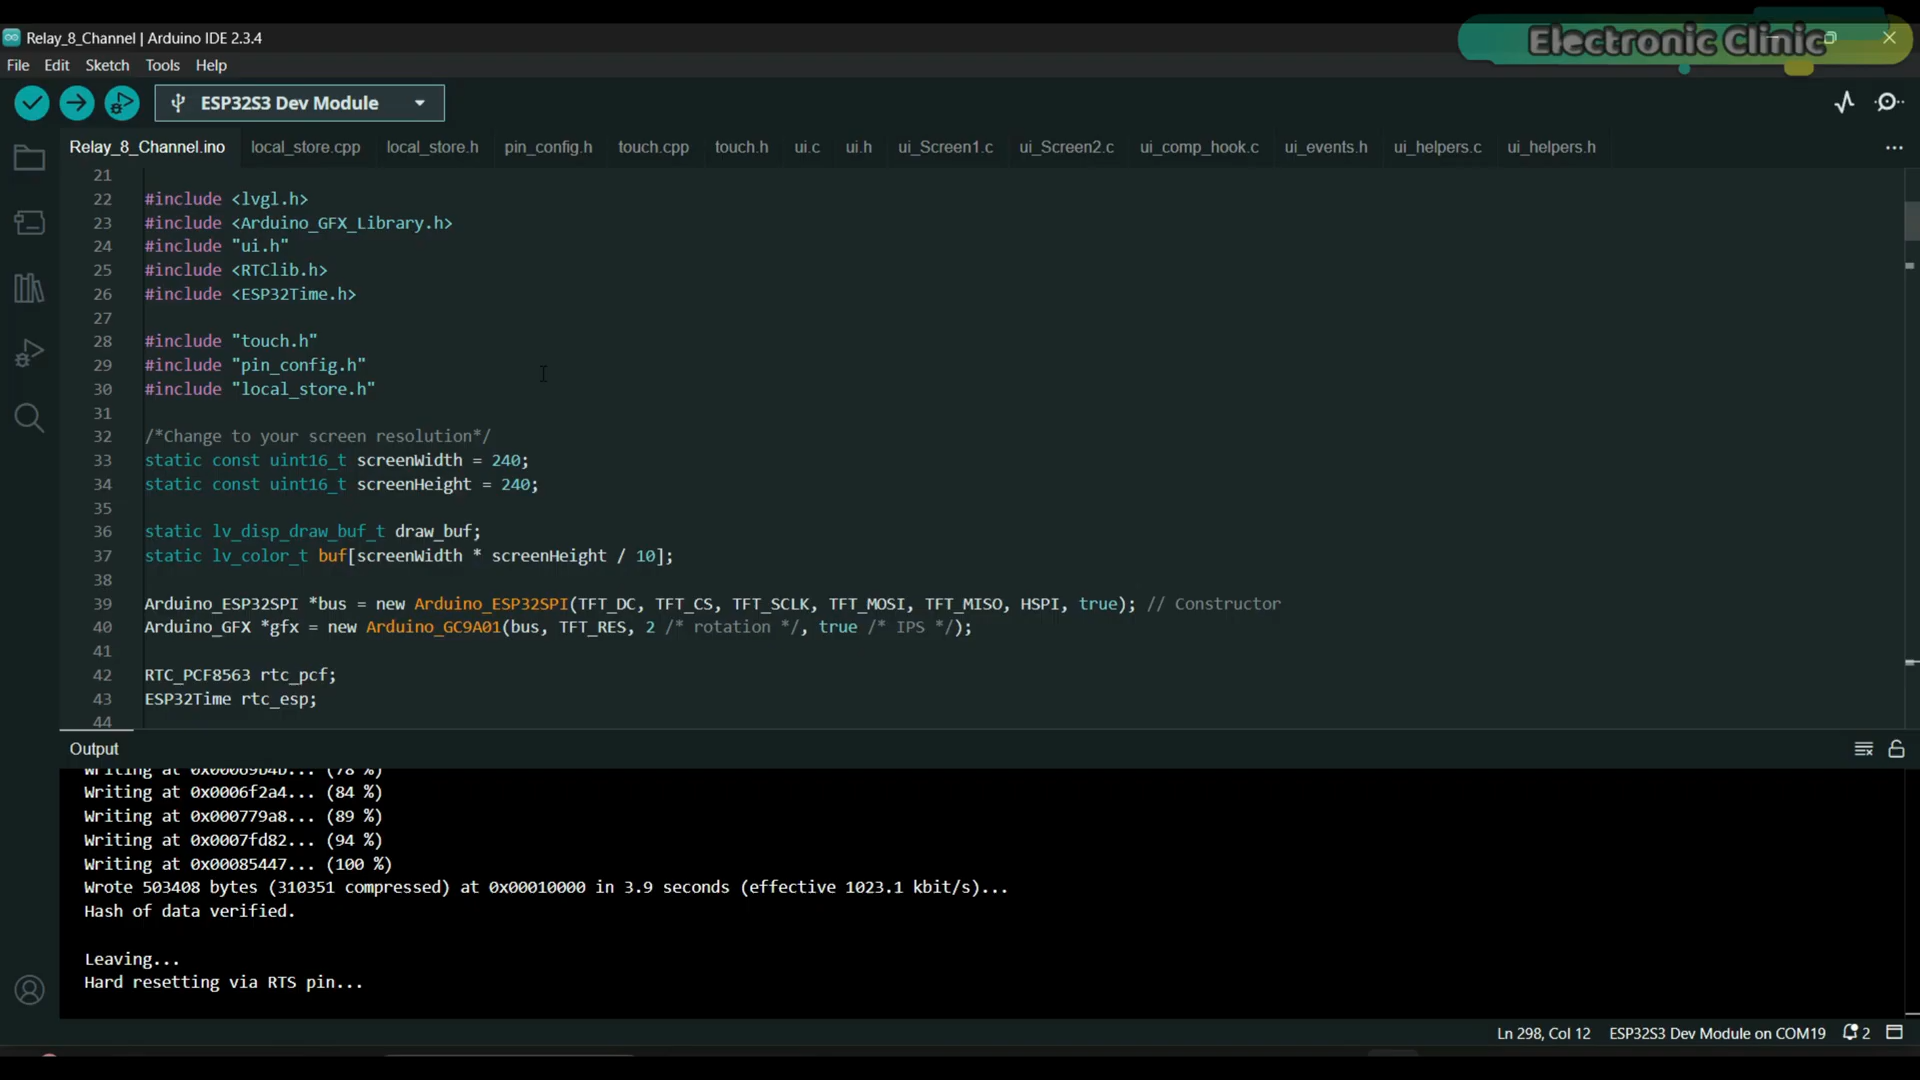 Electronic Clinic
Relay_8_Channel | Arduino IDE 2.3.4
File Edit Sketch Tools Help
ESP32S3 Dev Module
Relay_8_Channel.ino local_store.cpp local_store.h pin_config.h touch.cpp touch.h ui.c ui.h ui_Screen1.c ui_Screen2.c ui_comp_hook.c ui_events.h ui_helpers.c ui_helpers.h
21
22 #include <lvgl.h>
23 #include <Arduino_GFX_Library.h>
24 #include "ui.h"
25 #include <RTClib.h>
26 #include <ESP32Time.h>
27
28 #include "touch.h"
29 #include "pin_config.h"
30 #include "local_store.h"
31
32 /*Change to your screen resolution*/
33 static const uint16_t screenWidth = 240;
34 static const uint16_t screenHeight = 240;
35
36 static lv_disp_draw_buf_t draw_buf;
37 static lv_color_t buf[screenWidth * screenHeight / 10];
38
39 Arduino_ESP32SPI *bus = new Arduino_ESP32SPI(TFT_DC, TFT_CS, TFT_SCLK, TFT_MOSI, TFT_MISO, HSPI, true); // Constructor
40 Arduino_GFX *gfx = new Arduino_GC9A01(bus, TFT_RES, 2 /* rotation */, true /* IPS */);
41
42 RTC_PCF8563 rtc_pcf;
43 ESP32Time rtc_esp;
44
Output
Writing at 0x00069b4b... (78 %)
Writing at 0x0006f2a4... (84 %)
Writing at 0x000779a8... (89 %)
Writing at 0x0007fd82... (94 %)
Writing at 0x00085447... (100 %)
Wrote 503408 bytes (310351 compressed) at 0x00010000 in 3.9 seconds (effective 1023.1 kbit/s)...
Hash of data verified.
Leaving...
Hard resetting via RTS pin...
Ln 298, Col 12 ESP32S3 Dev Module on COM19 2